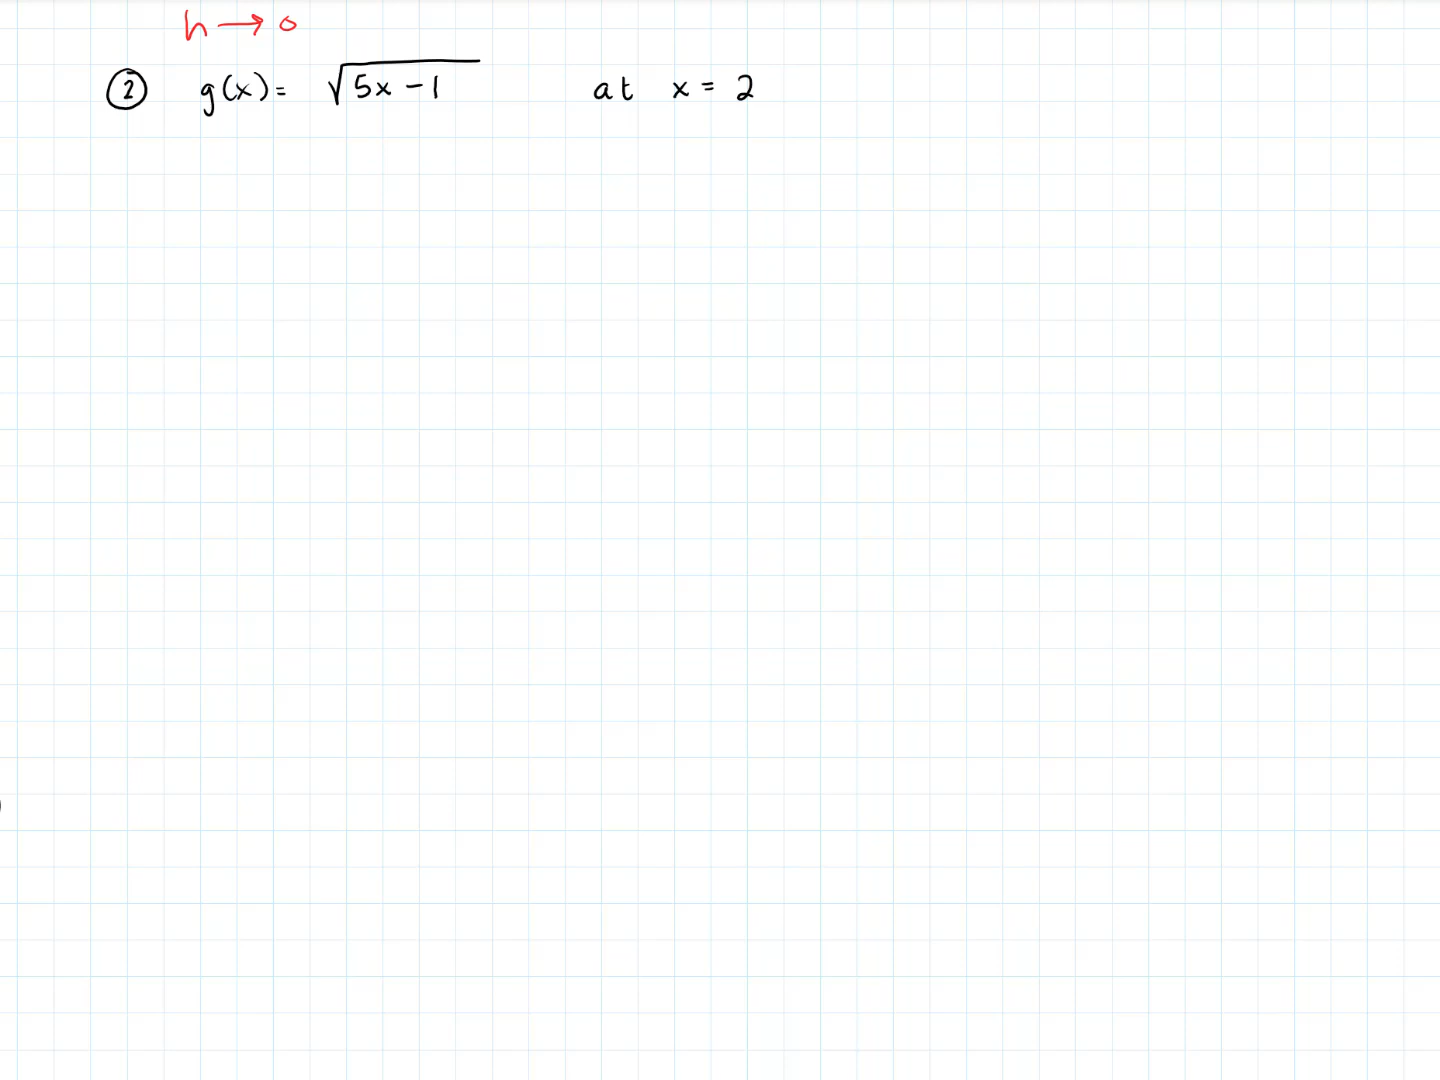 h → 0
② g(x) = √(5x - 1) at x = 2